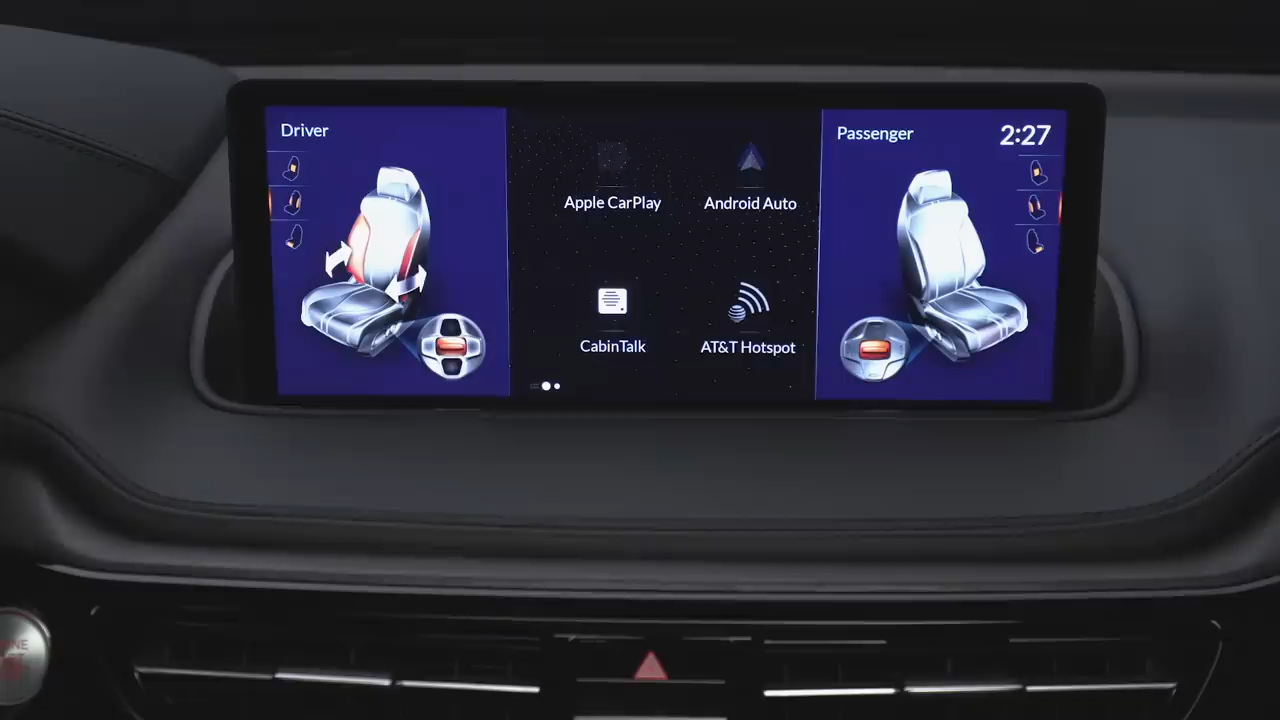 Driver
Passenger
2:27
Apple CarPlay
Android Auto
CabinTalk
AT&T Hotspot